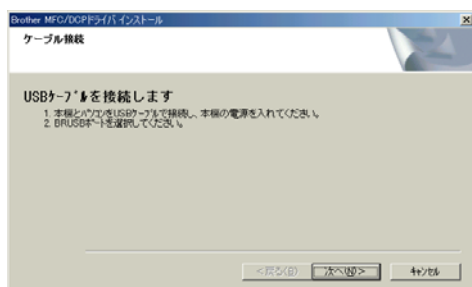 Brother MFC/DCPドライバ インストール
ケーブル接続
USBｹｰﾌﾞﾙを接続します
1. 本機とﾊﾟｿｺﾝをUSBｹｰﾌﾞﾙで接続し、本機の電源を入れてください。
2. BRUSBﾎﾟｰﾄを選択してください。
<戻る(B)
次へ(N)>
ｷｬﾝｾﾙ